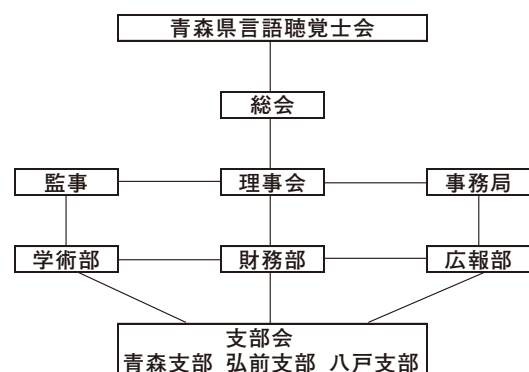 青森県言語聴覚士会
総会
監事 理事会 事務局
学術部 財務部 広報部
支部会
青森支部 弘前支部 八戸支部